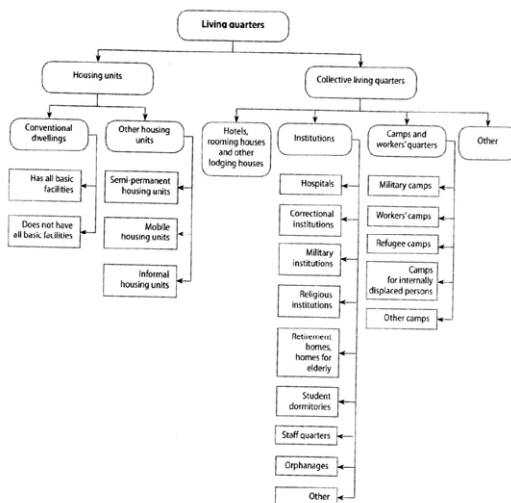 Living quarters
Housing units
Collective living quarters
Conventional
dwellings
Other housing
units
Hotels,
rooming houses
and other
lodging houses
Institutions
Camps and
workers' quarters
Other
Has all basic
facilities
Does not have
all basic facilities
Semi-permanent
housing units
Mobile
housing units
Informal
housing units
Hospitals
Correctional
institutions
Military
institutions
Religious
institutions
Retirement
homes,
homes for
elderly
Student
dormitories
Staff quarters
Orphanages
Other
Military camps
Workers' camps
Refugee camps
Camps
for internally
displaced persons
Other camps